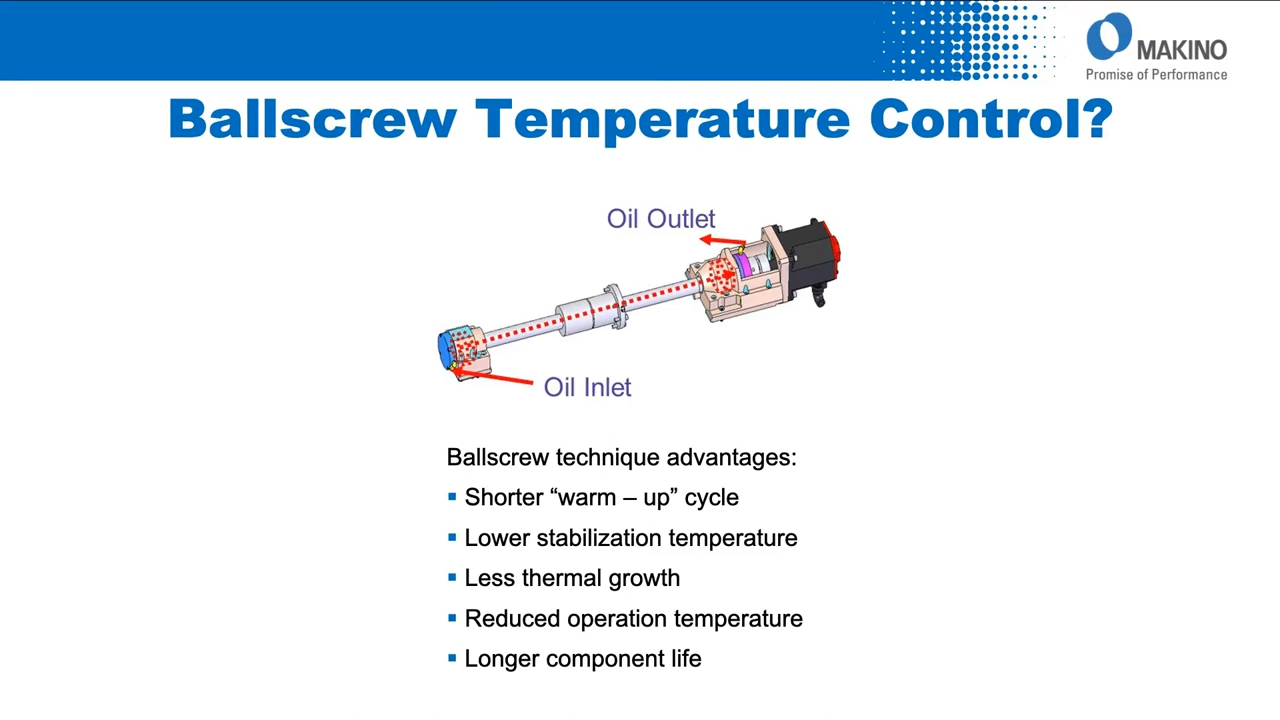 MAKINO
Promise of Performance
Ballscrew Temperature Control?
Oil Outlet
Oil Inlet
Ballscrew technique advantages:
▪ Shorter “warm – up” cycle
▪ Lower stabilization temperature
▪ Less thermal growth
▪ Reduced operation temperature
▪ Longer component life